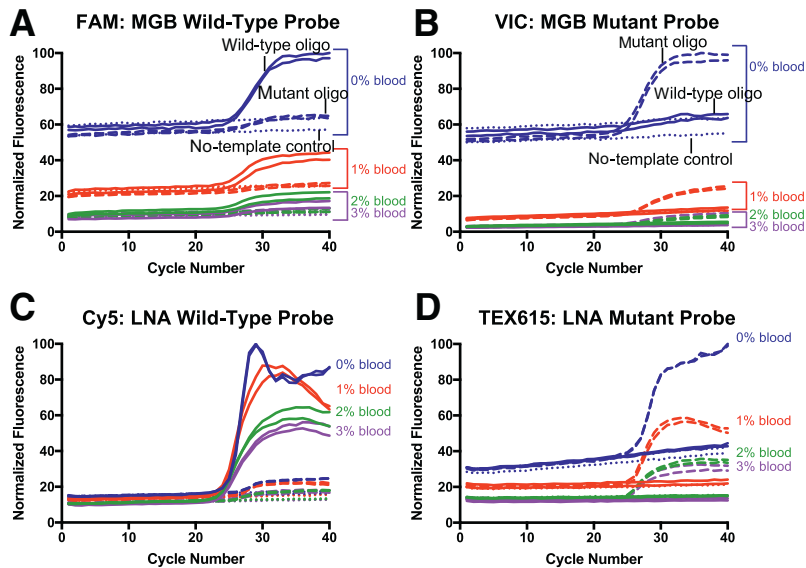 A
FAM: MGB Wild-Type Probe
Normalized Fluorescence
100
80
60
40
20
0
0
10
20
30
40
Cycle Number
Wild-type oligo
Mutant oligo
No-template control
0% blood
1% blood
2% blood
3% blood
B
VIC: MGB Mutant Probe
Normalized Fluorescence
100
80
60
40
20
0
0
10
20
30
40
Cycle Number
Mutant oligo
Wild-type oligo
No-template control
0% blood
1% blood
2% blood
3% blood
C
Cy5: LNA Wild-Type Probe
Normalized Fluorescence
100
80
60
40
20
0
0
10
20
30
40
Cycle Number
0% blood
1% blood
2% blood
3% blood
D
TEX615: LNA Mutant Probe
Normalized Fluorescence
100
80
60
40
20
0
0
10
20
30
40
Cycle Number
0% blood
1% blood
2% blood
3% blood